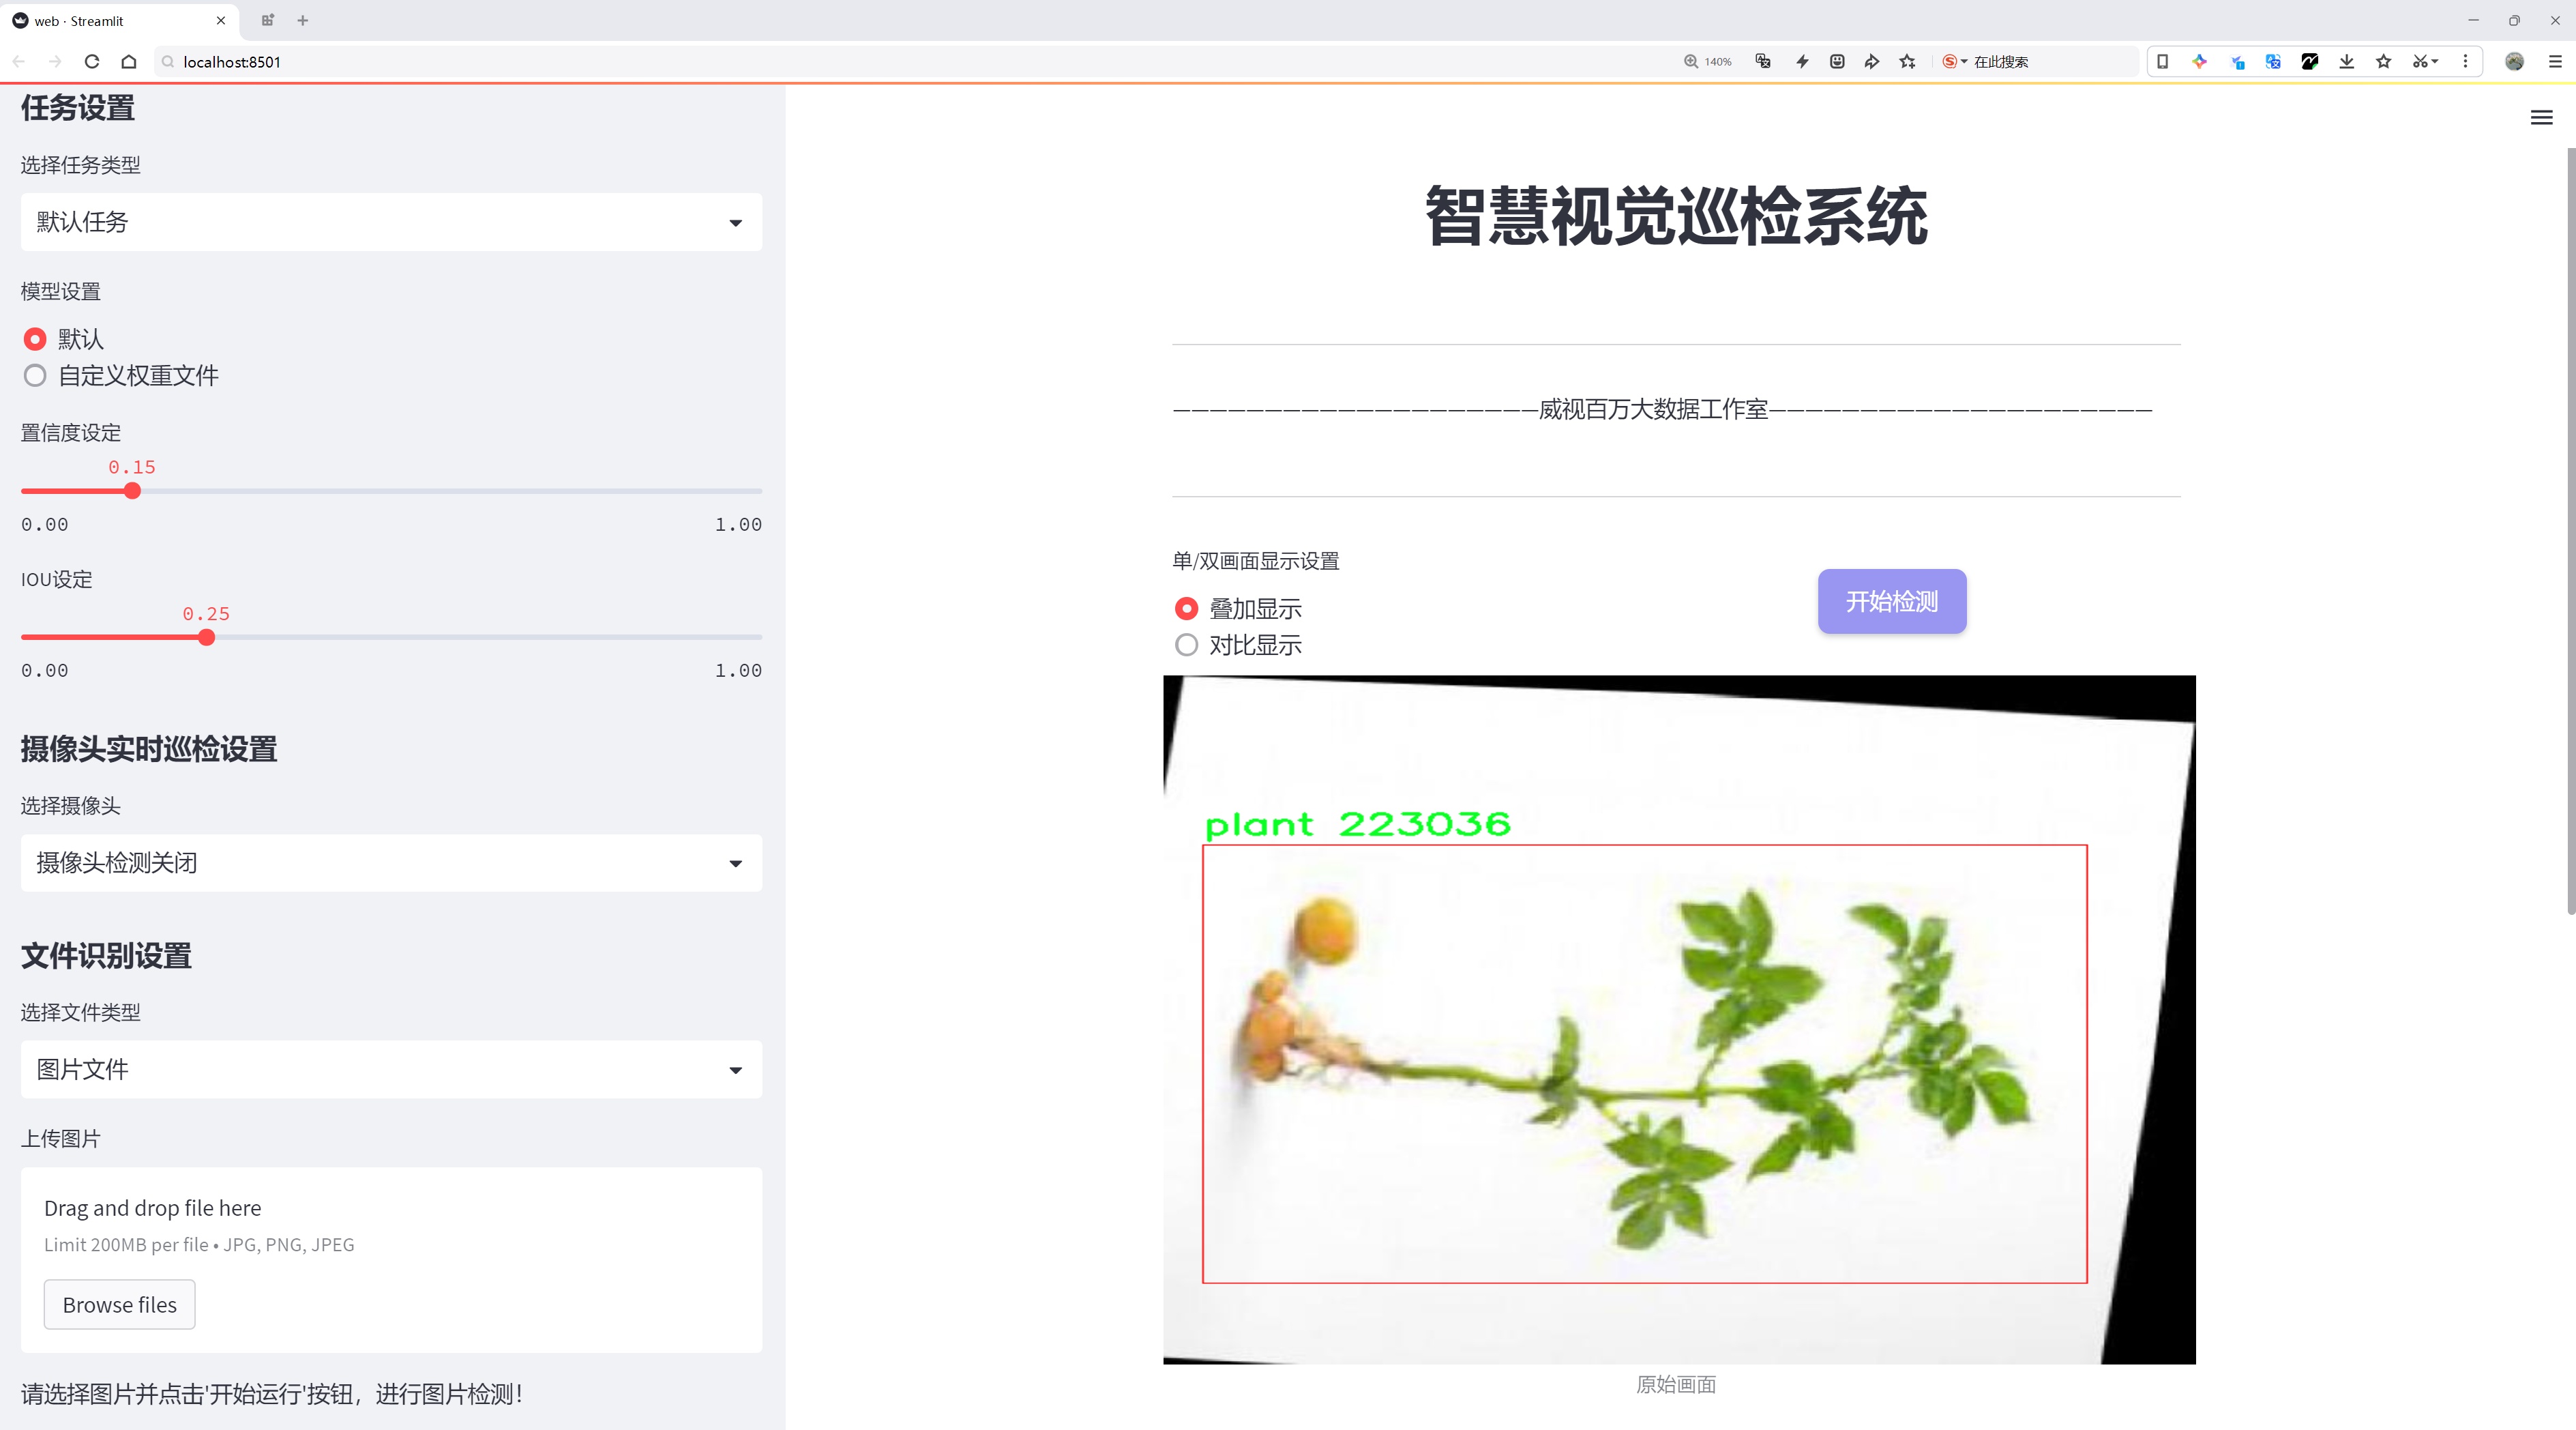 web · Streamlit
localhost:8501
140%
在此搜索
任务设置
选择任务类型
默认任务
模型设置
默认
自定义权重文件
置信度设定
0.15
0.00
1.00
IOU设定
0.25
0.00
1.00
摄像头实时巡检设置
选择摄像头
摄像头检测关闭
文件识别设置
选择文件类型
图片文件
上传图片
Drag and drop file here
Limit 200MB per file • JPG, PNG, JPEG
Browse files
请选择图片并点击'开始运行'按钮，进行图片检测！
智慧视觉巡检系统
—————————————————————威视百万大数据工作室—————————————————————
单/双画面显示设置
叠加显示
对比显示
开始检测
plant 223036
原始画面